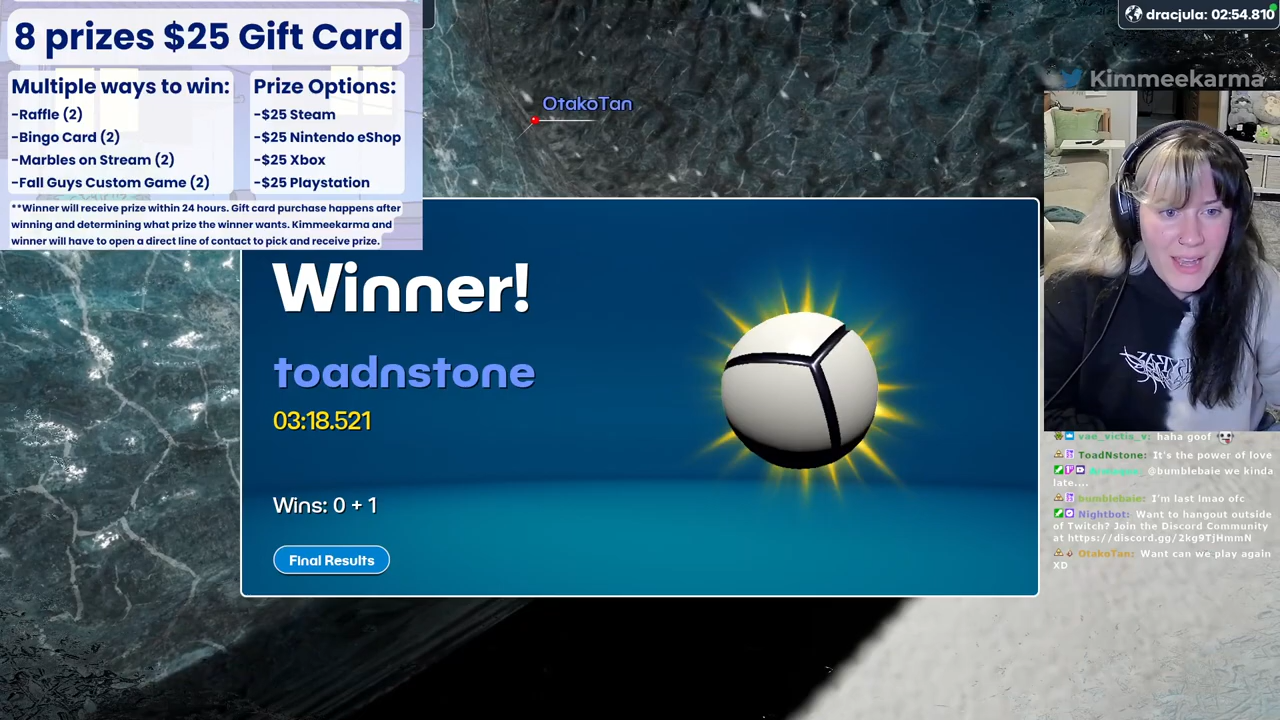 8 prizes $25 Gift Card
Multiple ways to win:
-Raffle (2)
-Bingo Card (2)
-Marbles on Stream (2)
-Fall Guys Custom Game (2)
Prize Options:
-$25 Steam
-$25 Nintendo eShop
-$25 Xbox
-$25 Playstation
**Winner will receive prize within 24 hours. Gift card purchase happens after
winning and determining what prize the winner wants. Kimmeekarma and
winner will have to open a direct line of contact to pick and receive prize.
OtakoTan
dracjula: 02:54.810
Kimmeekarma
Winner!
toadnstone
03:18.521
Wins: 0 + 1
Final Results
vae_victis_v: haha goof
ToadNstone: It's the power of love
@bumblebaie we kinda
late....
bumblebaie: I'm last lmao ofc
Nightbot: Want to hangout outside
of Twitch? Join the Discord Community
at https://discord.gg/2kg9TjHmmN
OtakoTan: Want can we play again
XD